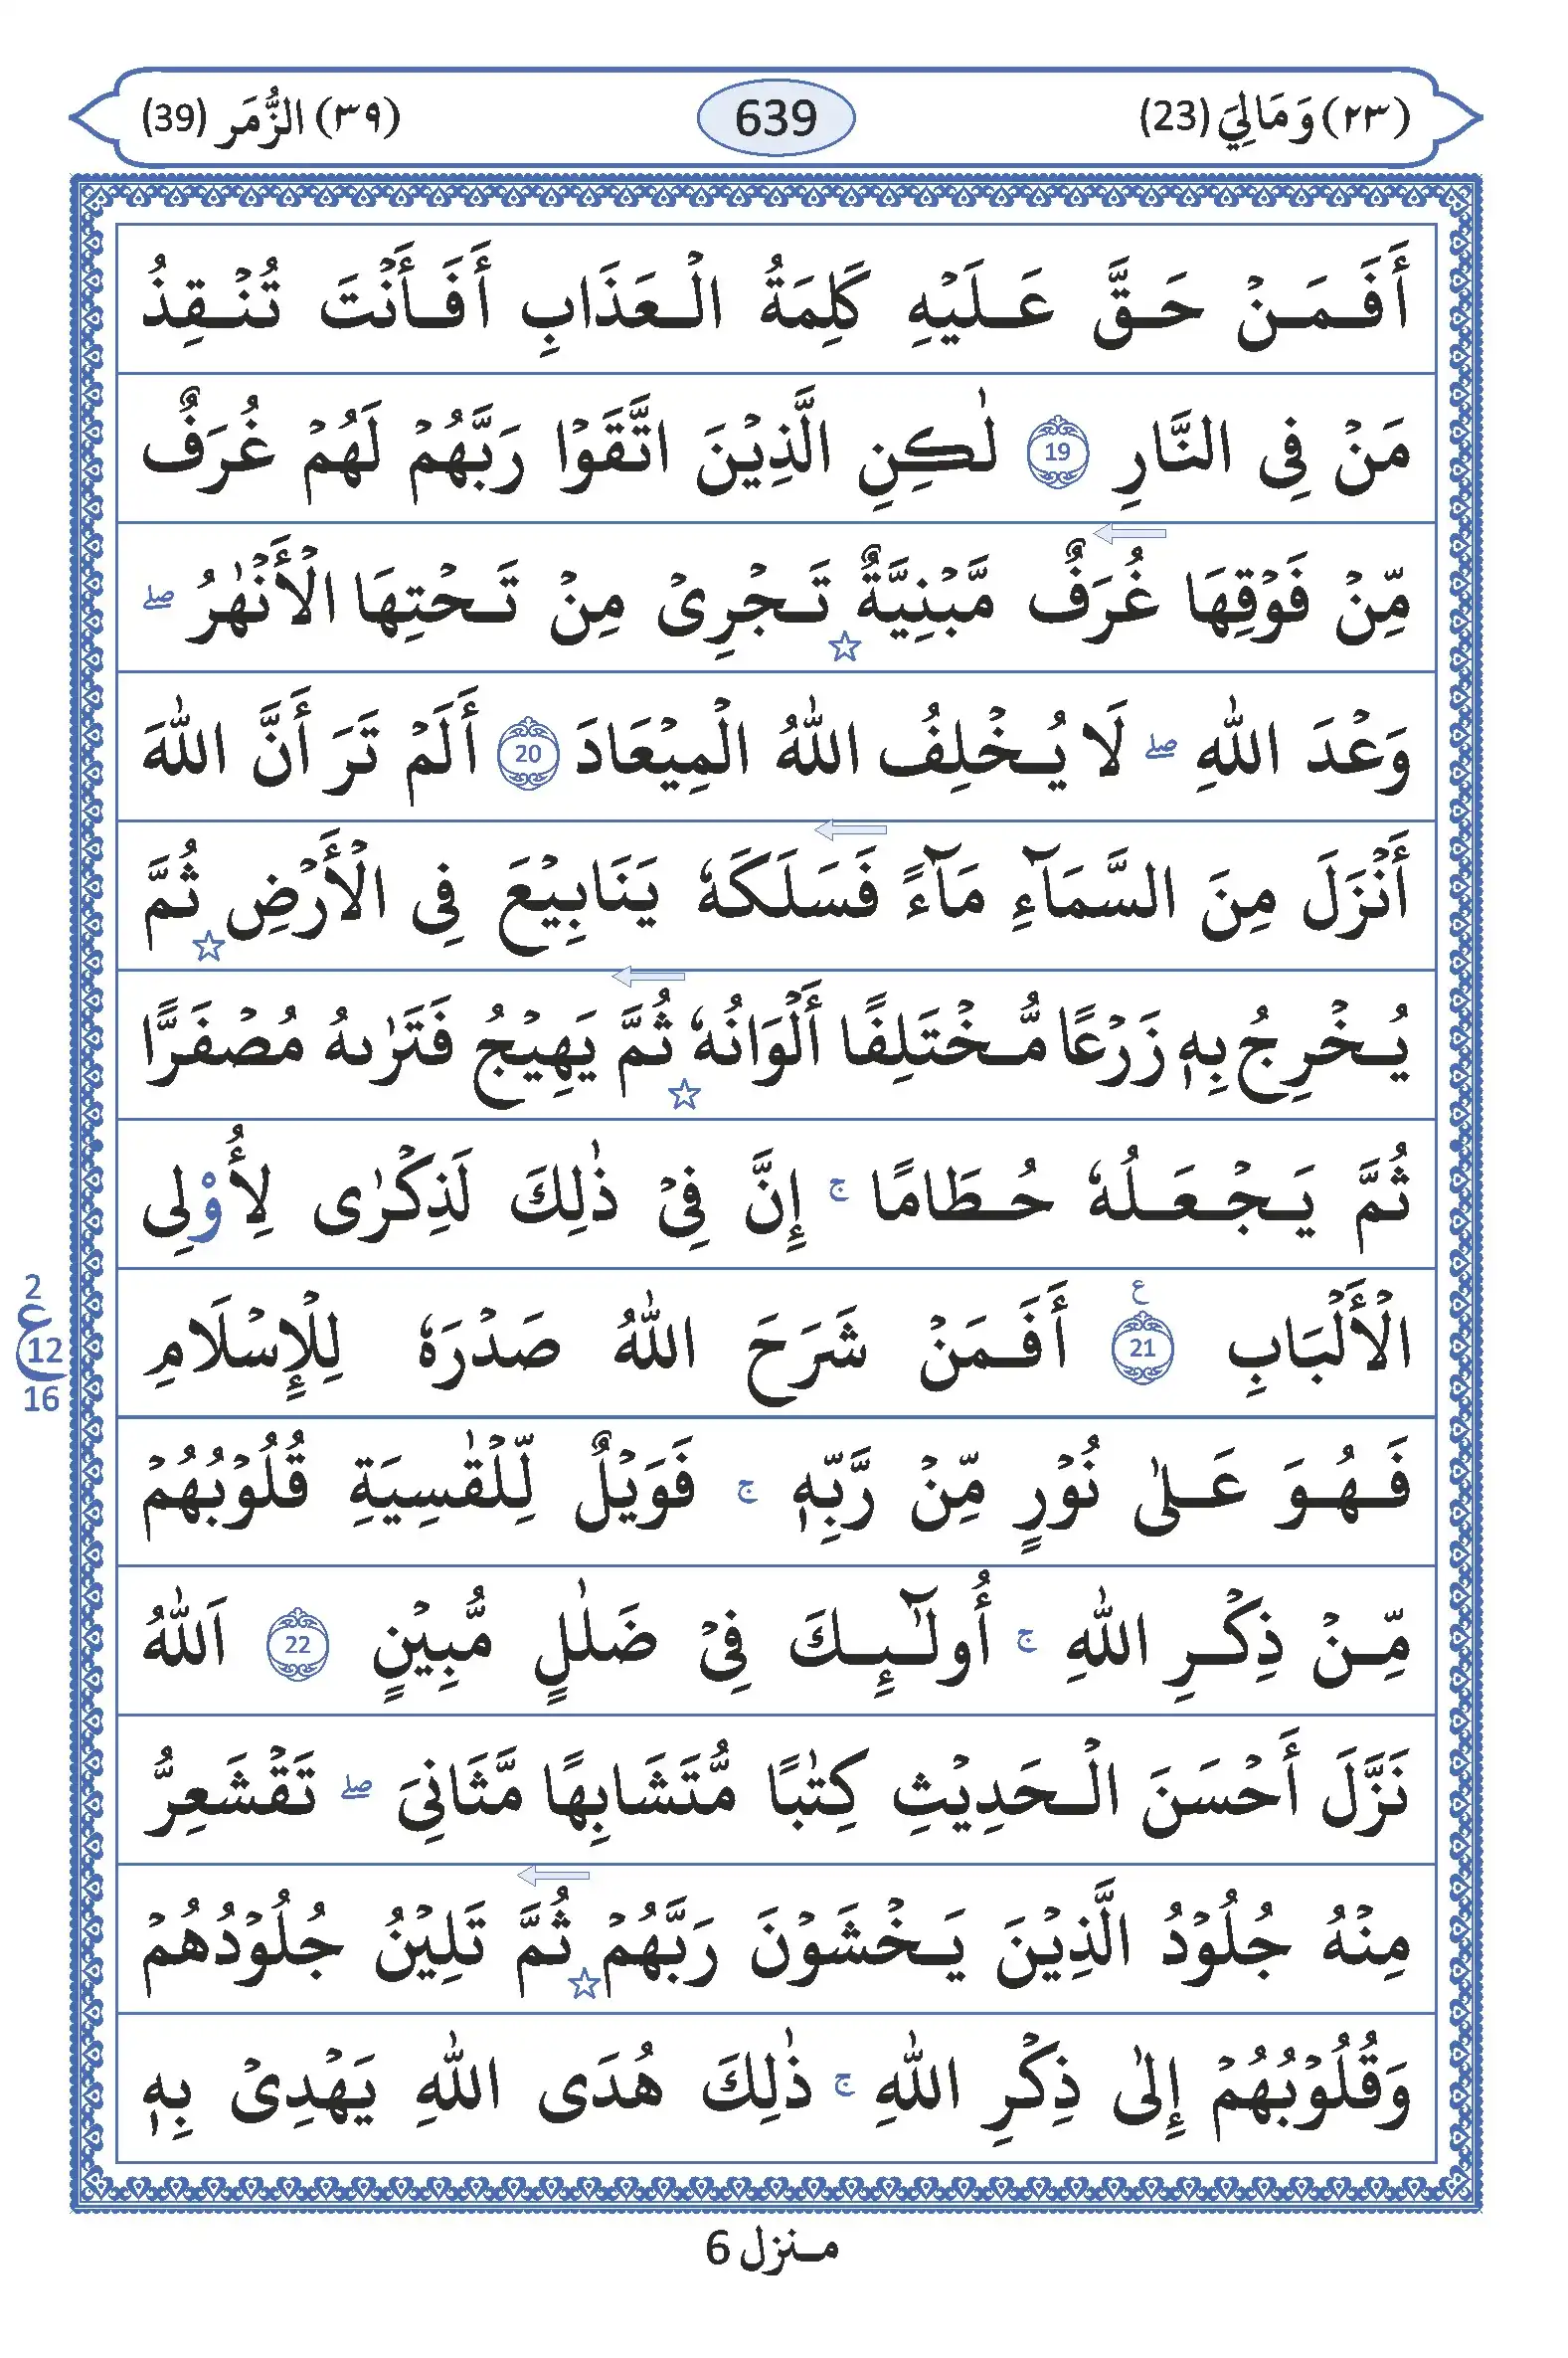 (٢٣) وَمَالِيَ (23) 639 (٣٩) الزُّمَر (39)
أَفَمَنْ حَقَّ عَلَيْهِ كَلِمَةُ الْعَذَابِ أَفَأَنْتَ تُنْقِذُ
مَنْ فِى النَّارِ 19 لٰكِنِ الَّذِيْنَ اتَّقَوْا رَبَّهُمْ لَهُمْ غُرَفٌ
مِّنْ فَوْقِهَا غُرَفٌ مَّبْنِيَّةٌ ☆ تَجْرِىْ مِنْ تَحْتِهَا الْأَنْهٰرُ ۖ
وَعْدَ اللّٰهِ ۖ لَا يُخْلِفُ اللّٰهُ الْمِيْعَادَ 20 أَلَمْ تَرَ أَنَّ اللّٰهَ
أَنْزَلَ مِنَ السَّمَآءِ مَآءً فَسَلَكَهٗ يَنَابِيْعَ فِى الْأَرْضِ ☆ ثُمَّ
يُخْرِجُ بِهٖ زَرْعًا مُّخْتَلِفًا أَلْوَانُهٗ ☆ ثُمَّ يَهِيْجُ فَتَرٰىهُ مُصْفَرًّا
ثُمَّ يَجْعَلُهٗ حُطَامًا ۚ إِنَّ فِىْ ذٰلِكَ لَذِكْرٰى لِأُوْلِى
الْأَلْبَابِ 21 ع أَفَمَنْ شَرَحَ اللّٰهُ صَدْرَهٗ لِلْإِسْلَامِ
2
ع
12
16
فَهُوَ عَلٰى نُوْرٍ مِّنْ رَّبِّهٖ ۚ فَوَيْلٌ لِّلْقٰسِيَةِ قُلُوْبُهُمْ
مِّنْ ذِكْرِ اللّٰهِ ۚ أُولٰٓئِكَ فِىْ ضَلٰلٍ مُّبِيْنٍ 22 اَللّٰهُ
نَزَّلَ أَحْسَنَ الْحَدِيْثِ كِتٰبًا مُّتَشَابِهًا مَّثَانِىَ ۖ تَقْشَعِرُّ
مِنْهُ جُلُوْدُ الَّذِيْنَ يَخْشَوْنَ رَبَّهُمْ ☆ ثُمَّ تَلِيْنُ جُلُوْدُهُمْ
وَقُلُوْبُهُمْ إِلٰى ذِكْرِ اللّٰهِ ۚ ذٰلِكَ هُدَى اللّٰهِ يَهْدِىْ بِهٖ
منزل 6